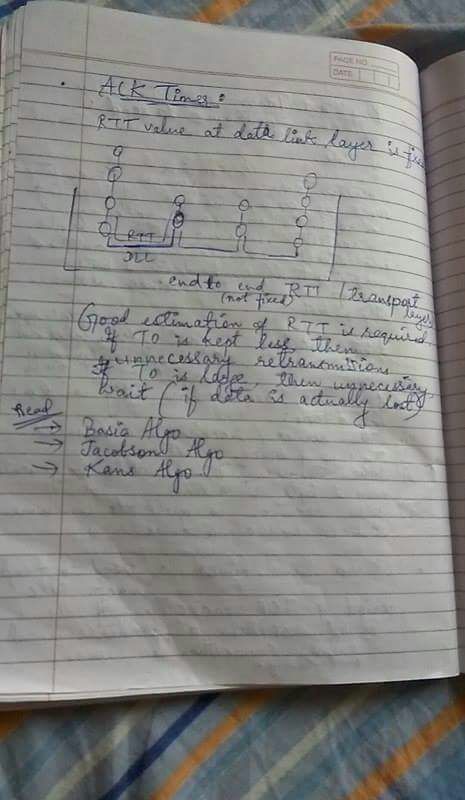 PAGE NO.
DATE
ACK Timer :
RTT value at data link layer is fixed
RTT
DLL
end to end RTT / transport
(not fixed) layer
Good estimation of RTT is required
If TO is kept less then
unnecessary retransmissions
If TO is large, then unnecessary
wait (if data is actually lost)
Read
→ Basic Algo
→ Jacobson Algo
→ Kans Algo